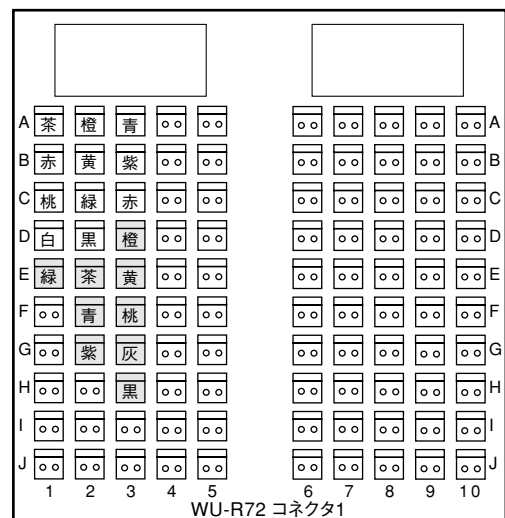 A 茶 橙 青 A
B 赤 黄 紫 B
C 桃 緑 赤 C
D 白 黒 橙 D
E 緑 茶 黄 E
F 青 桃 F
G 紫 灰 G
H 黒 H
I I
J J
1 2 3 4 5 6 7 8 9 10
WU-R72 コネクタ1